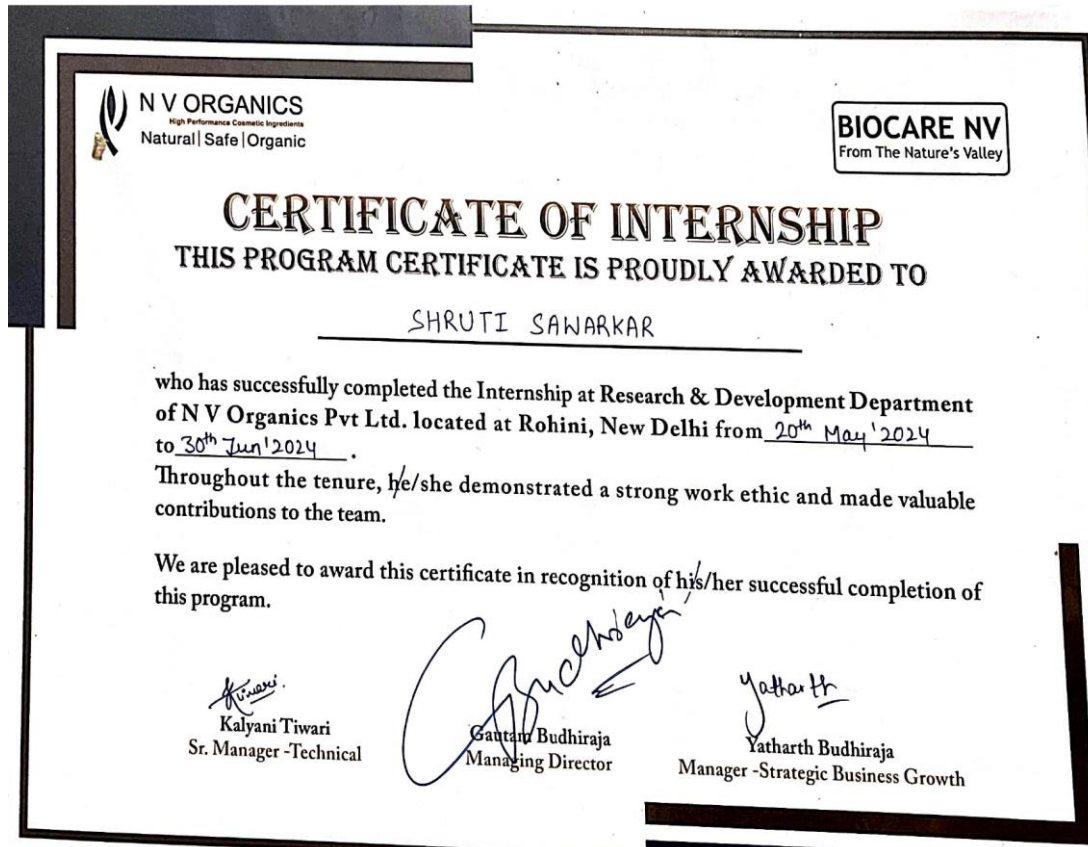 N V ORGANICS
High Performance Cosmetic Ingredients
Natural| Safe |Organic
BIOCARE NV
From The Nature's Valley
CERTIFICATE OF INTERNSHIP
THIS PROGRAM CERTIFICATE IS PROUDLY AWARDED TO
SHRUTI SAWARKAR
who has successfully completed the Internship at Research & Development Department
of N V Organics Pvt Ltd. located at Rohini, New Delhi from 20th May'2024
to 30th Jun'2024.
Throughout the tenure, he/she demonstrated a strong work ethic and made valuable
contributions to the team.
We are pleased to award this certificate in recognition of his/her successful completion of
this program.
GBudhiraja
Yatharth
Kalyani Tiwari
Gautam Budhiraja
Yatharth Budhiraja
Sr. Manager -Technical
Managing Director
Manager -Strategic Business Growth